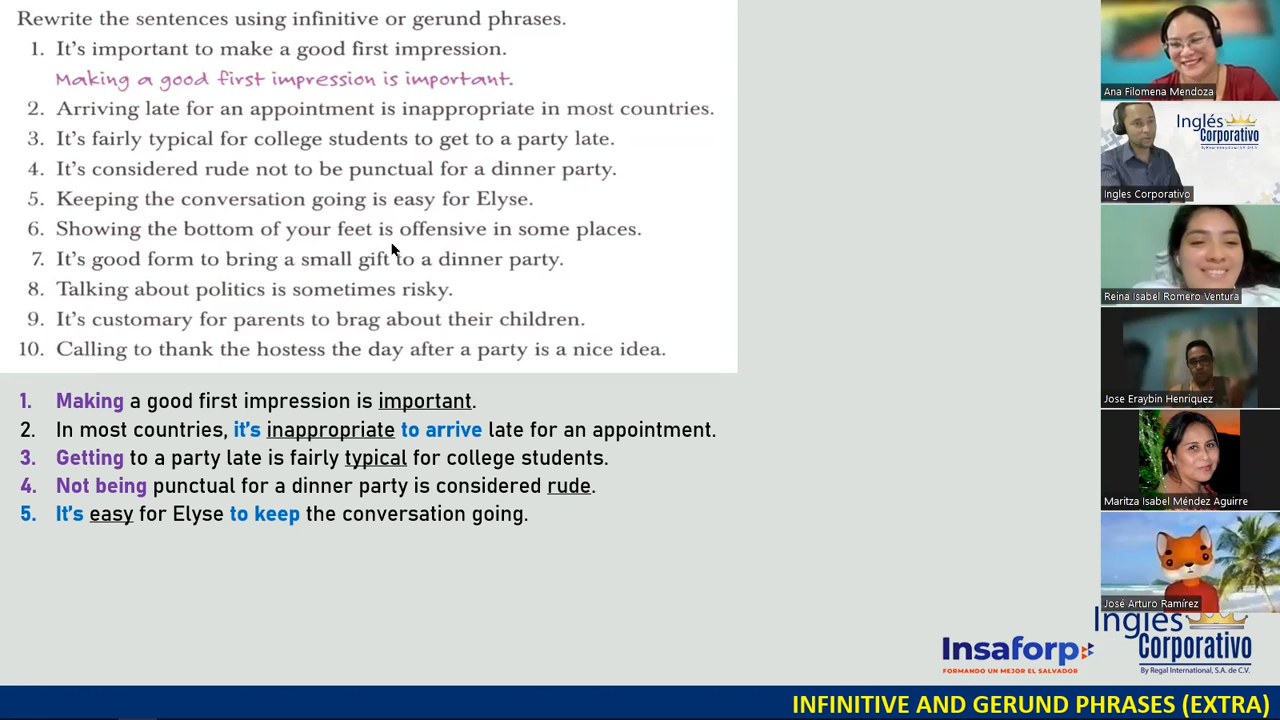 Rewrite the sentences using infinitive or gerund phrases.
1. It's important to make a good first impression.
Making a good first impression is important.
2. Arriving late for an appointment is inappropriate in most countries.
3. It's fairly typical for college students to get to a party late.
4. It's considered rude not to be punctual for a dinner party.
5. Keeping the conversation going is easy for Elyse.
6. Showing the bottom of your feet is offensive in some places.
7. It's good form to bring a small gift to a dinner party.
8. Talking about politics is sometimes risky.
9. It's customary for parents to brag about their children.
10. Calling to thank the hostess the day after a party is a nice idea.
1. Making a good first impression is important.
2. In most countries, it's inappropriate to arrive late for an appointment.
3. Getting to a party late is fairly typical for college students.
4. Not being punctual for a dinner party is considered rude.
5. It's easy for Elyse to keep the conversation going.
Ana Filomena Mendoza
Inglés
Corporativo
By Regal International, S.A. de C.V.
Ingles Corporativo
Reina Isabel Romero Ventura
Jose Eraybin Henriquez
Maritza Isabel Méndez Aguirre
José Arturo Ramírez
Insaforp
FORMANDO UN MEJOR EL SALVADOR
Inglés
Corporativo
By Regal International, S.A. de C.V.
INFINITIVE AND GERUND PHRASES (EXTRA)